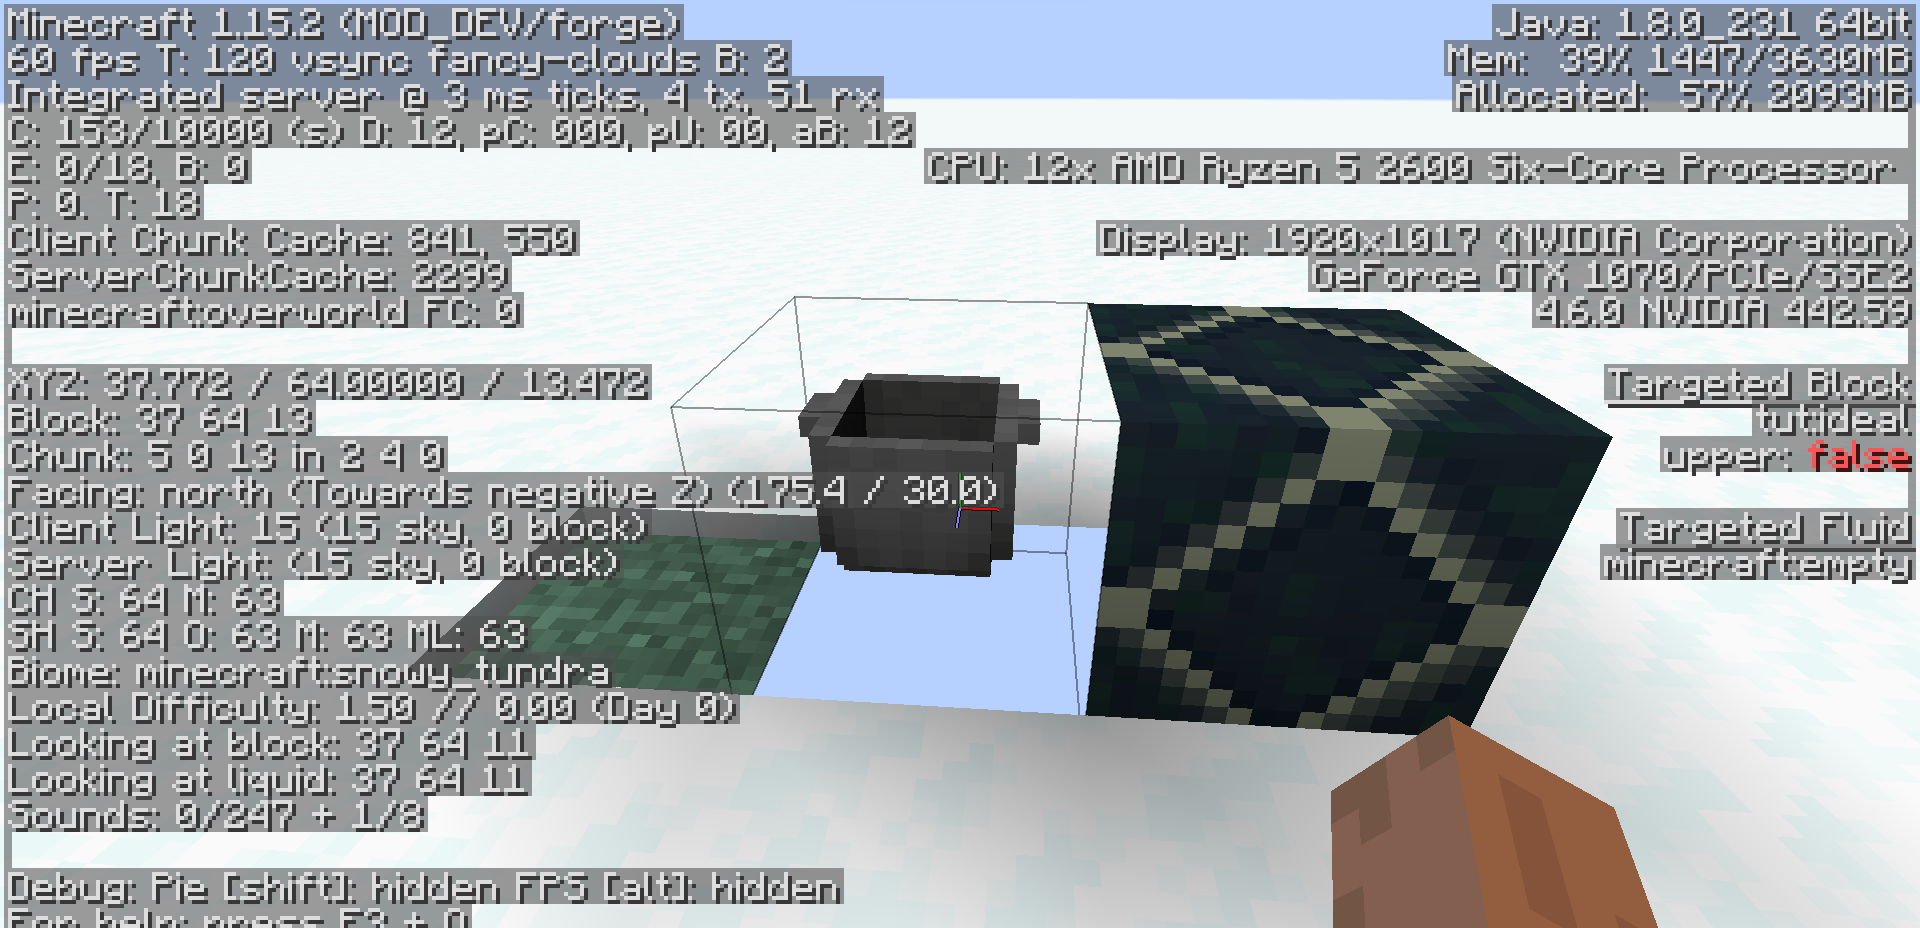 Minecraft 1.15.2 (MOD_DEV/forge)
60 fps T: 120 vsync fancy-clouds B: 2
Integrated server @ 3 ms ticks, 4 tx, 51 rx
C: 153/10000 (s) D: 12, pC: 000, pU: 00, aB: 12
E: 0/18, B: 0
P: 0. T: 18
Client Chunk Cache: 841, 550
ServerChunkCache: 2299
minecraft:overworld FC: 0
XYZ: 37.772 / 64.00000 / 13.472
Block: 37 64 13
Chunk: 5 0 13 in 2 4 0
Facing: north (Towards negative Z) (175.4 / 30.0)
Client Light: 15 (15 sky, 0 block)
Server Light: (15 sky, 0 block)
CH S: 64 M: 63
SH S: 64 O: 63 M: 63 ML: 63
Biome: minecraft:snowy_tundra
Local Difficulty: 1.50 // 0.00 (Day 0)
Looking at block: 37 64 11
Looking at liquid: 37 64 11
Sounds: 0/247 + 1/8
Debug: Pie [shift]: hidden FPS [alt]: hidden
For help: press F3 + Q
Java: 1.8.0_231 64bit
Mem: 39% 1447/3630MB
Allocated: 57% 2093MB
CPU: 12x AMD Ryzen 5 2600 Six-Core Processor
Display: 1920x1017 (NVIDIA Corporation)
GeForce GTX 1070/PCIe/SSE2
4.6.0 NVIDIA 442.59
Targeted Block
tut:ideal
upper: false
Targeted Fluid
minecraft:empty